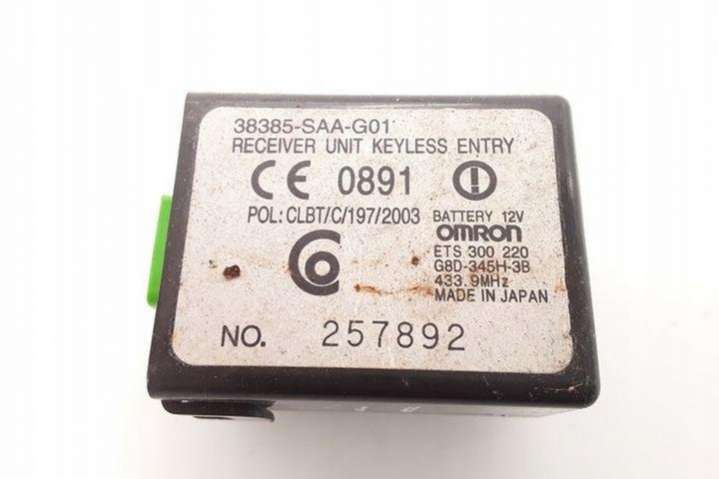 38385-SAA-G01
RECEIVER UNIT KEYLESS ENTRY
CE 0891
POL: CLBT/C/197/2003
BATTERY 12V
OMRON
ETS 300 220
G8D-345H-3B
433.9MHz
MADE IN JAPAN
NO. 257892